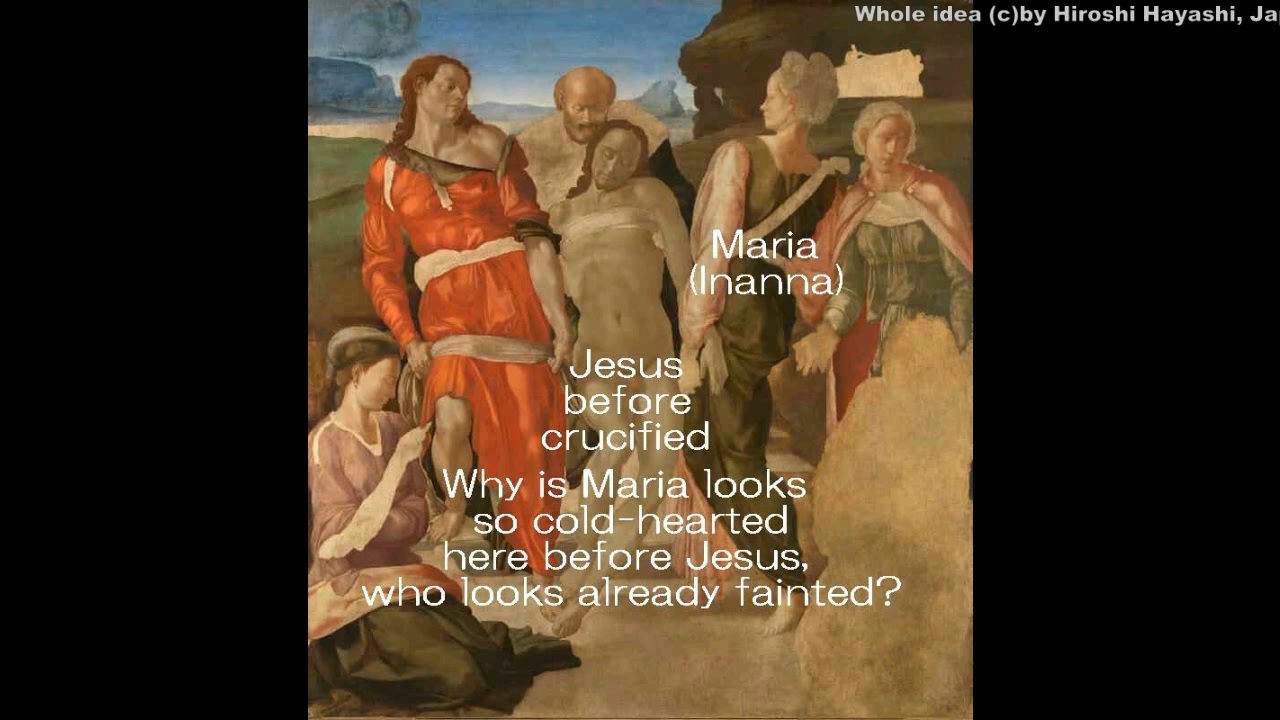 Whole idea (c)by Hiroshi Hayashi, Ja
Maria
(Inanna)
Jesus
before
crucified
Why is Maria looks
so cold-hearted
here before Jesus,
who looks already fainted?